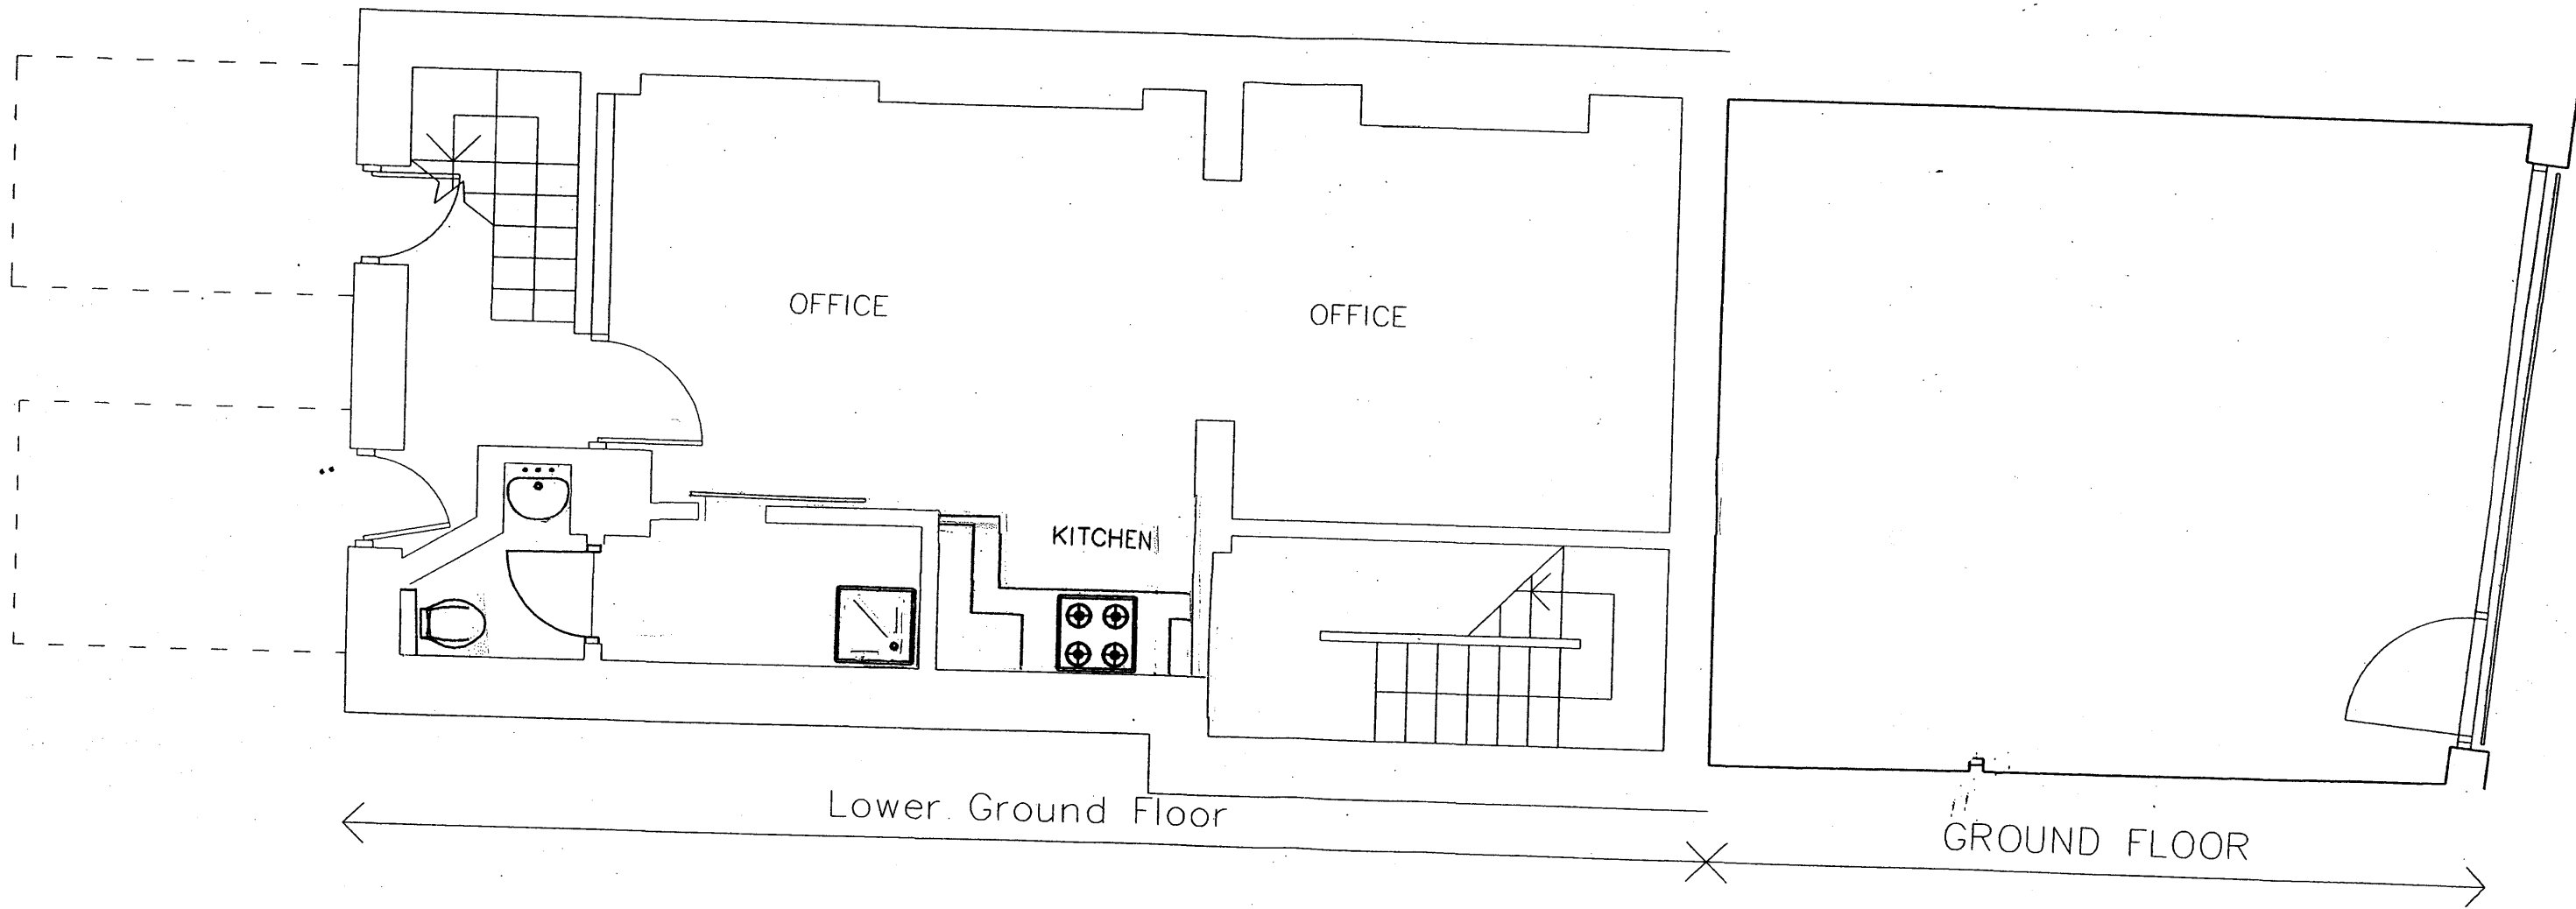 OFFICE
OFFICE
KITCHEN
Lower Ground Floor
GROUND FLOOR